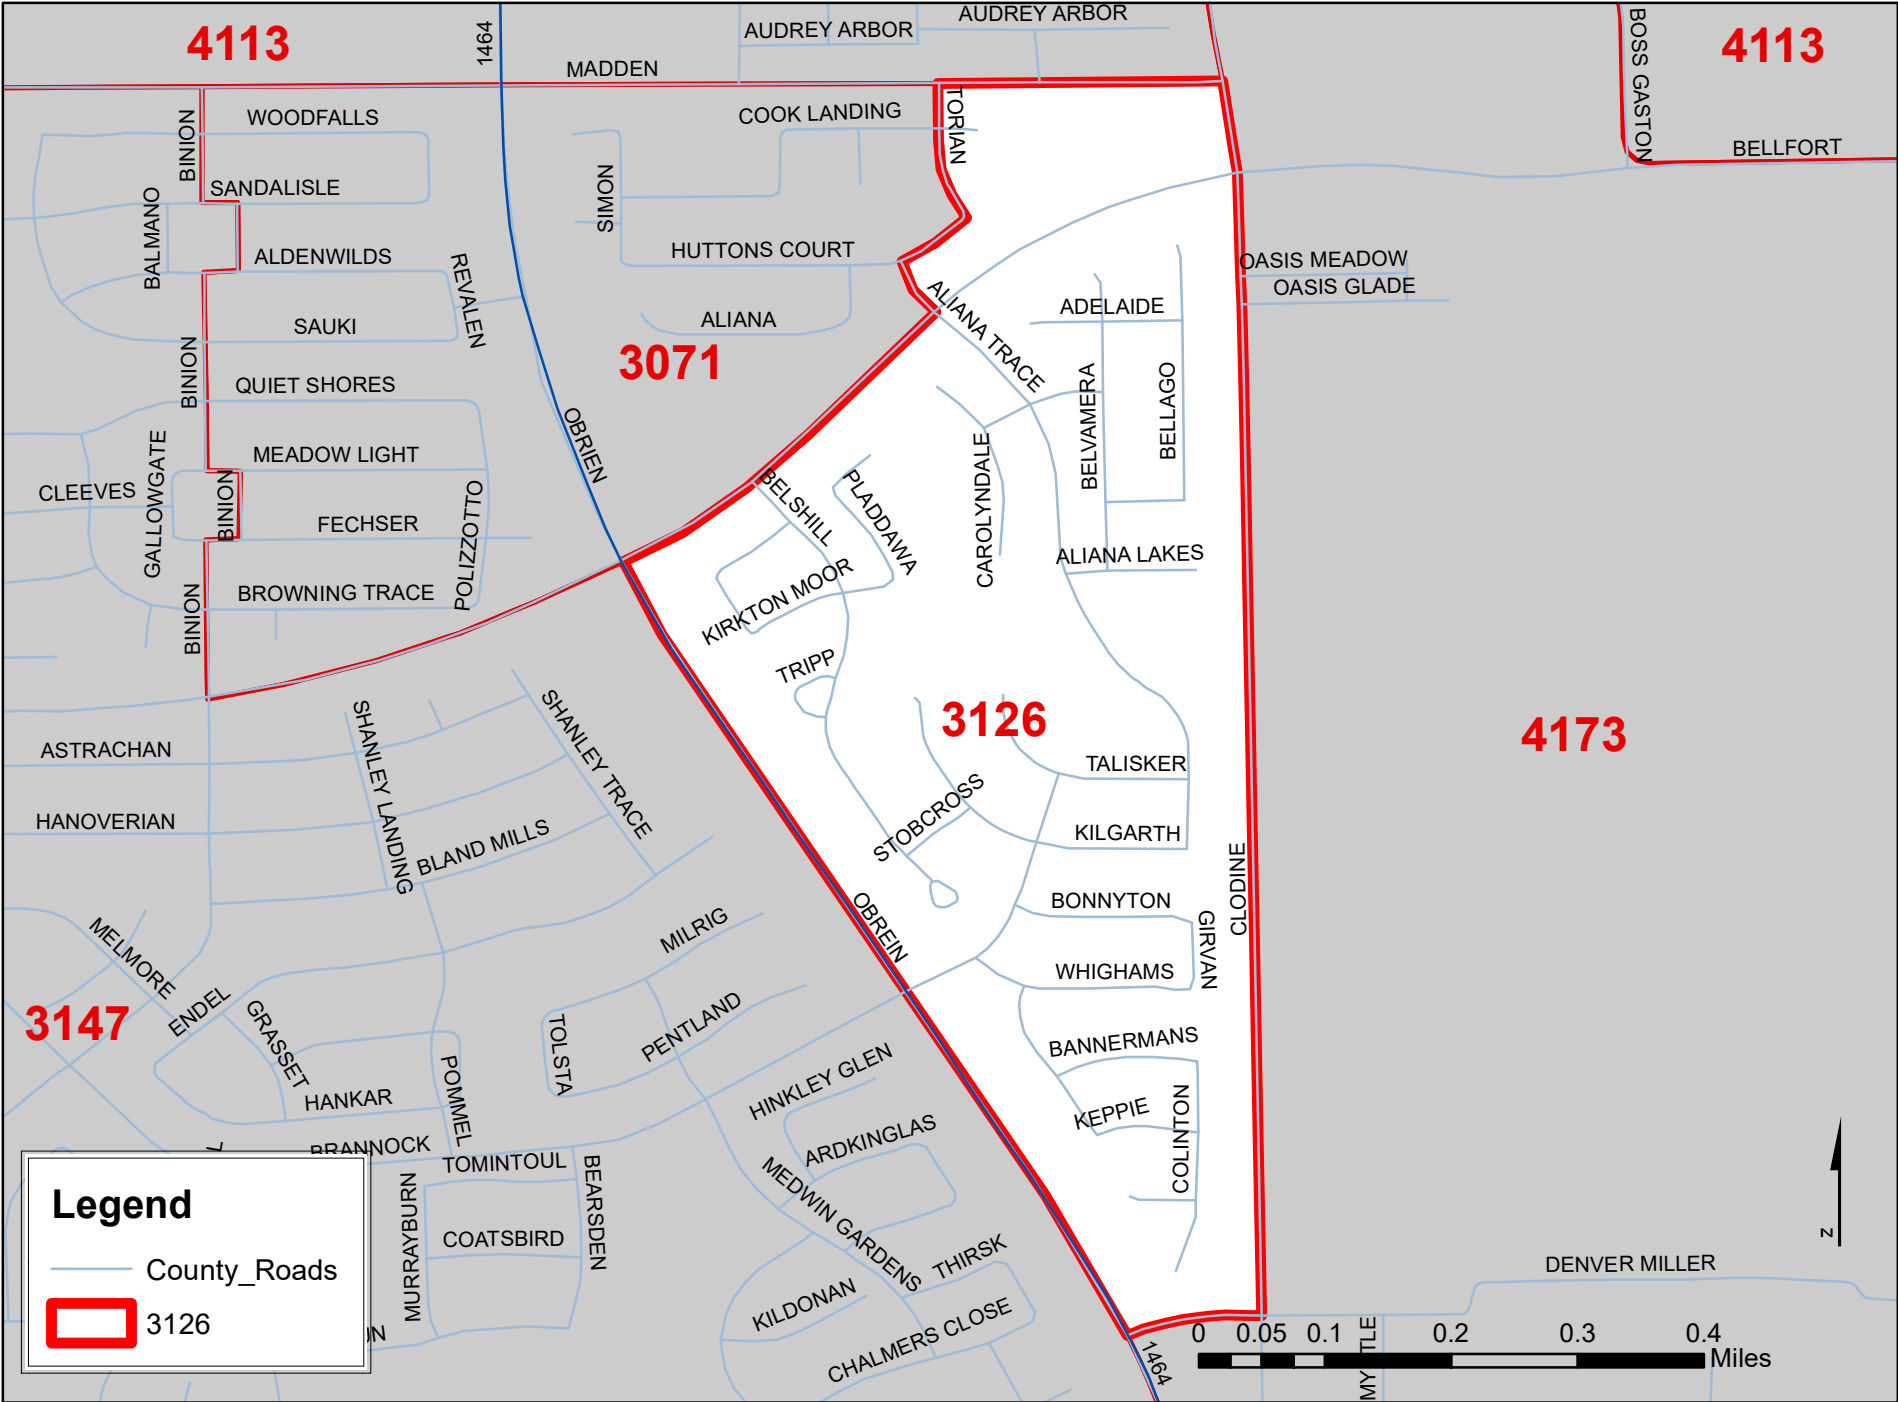 4113
1464
AUDREY ARBOR
AUDREY ARBOR
BOSS GASTON
4113
MADDEN
BINION
WOODFALLS
COOK LANDING
TORIAN
BELLFORT
SANDALISLE
BALMANO
SIMON
ALDENWILDS
REVALEN
HUTTONS COURT
OASIS MEADOW
OASIS GLADE
ALIANA TRACE
ADELAIDE
SAUKI
ALIANA
3071
BINION
QUIET SHORES
BELVAMERA
BELLAGO
OBRIEN
CAROLYNDALE
MEADOW LIGHT
GALLOWGATE
CLEEVES
BINION
POLIZZOTTO
BELSHILL
PLADDAWA
FECHSER
ALIANA LAKES
BROWNING TRACE
BINION
KIRKTON MOOR
TRIPP
3126
4173
SHANLEY LANDING
SHANLEY TRACE
ASTRACHAN
TALISKER
HANOVERIAN
STOBCROSS
KILGARTH
BLAND MILLS
CLODINE
BONNYTON
GIRVAN
OBREIN
MELMORE
MILRIG
WHIGHAMS
3147
ENDEL
GRASSET
TOLSTA
PENTLAND
BANNERMANS
HINKLEY GLEN
POMMEL
HANKAR
KEPPIE
COLINTON
ARDKINGLAS
L
BRANNOCK
TOMINTOUL
BEARSDEN
MURRAYBURN
MEDWIN GARDENS
COATSBIRD
THIRSK
KILDONAN
CHALMERS CLOSE
DENVER MILLER
1464
Legend
County_Roads
3126
UN
MY TLE
N
0 0.05 0.1 0.2 0.3 0.4
Miles